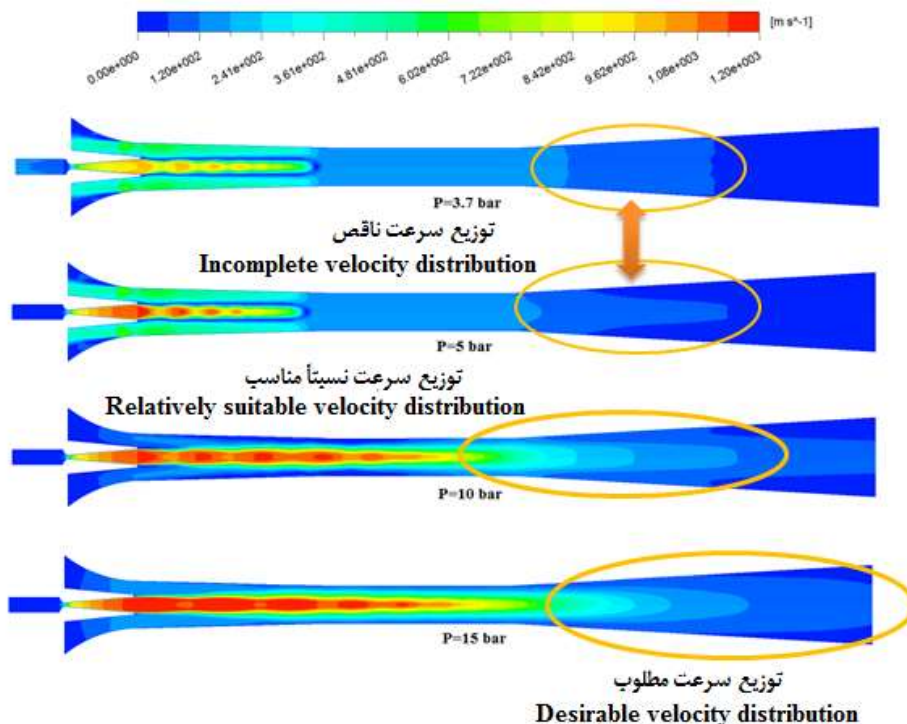 [m s^-1]
0.00e+000 1.20e+002 2.41e+002 3.61e+002 4.81e+002 6.02e+002 7.22e+002 8.42e+002 9.62e+002 1.08e+003 1.20e+003
P=3.7 bar
توزیع سرعت ناقص
Incomplete velocity distribution
P=5 bar
توزیع سرعت نسبتاً مناسب
Relatively suitable velocity distribution
P=10 bar
P=15 bar
توزیع سرعت مطلوب
Desirable velocity distribution